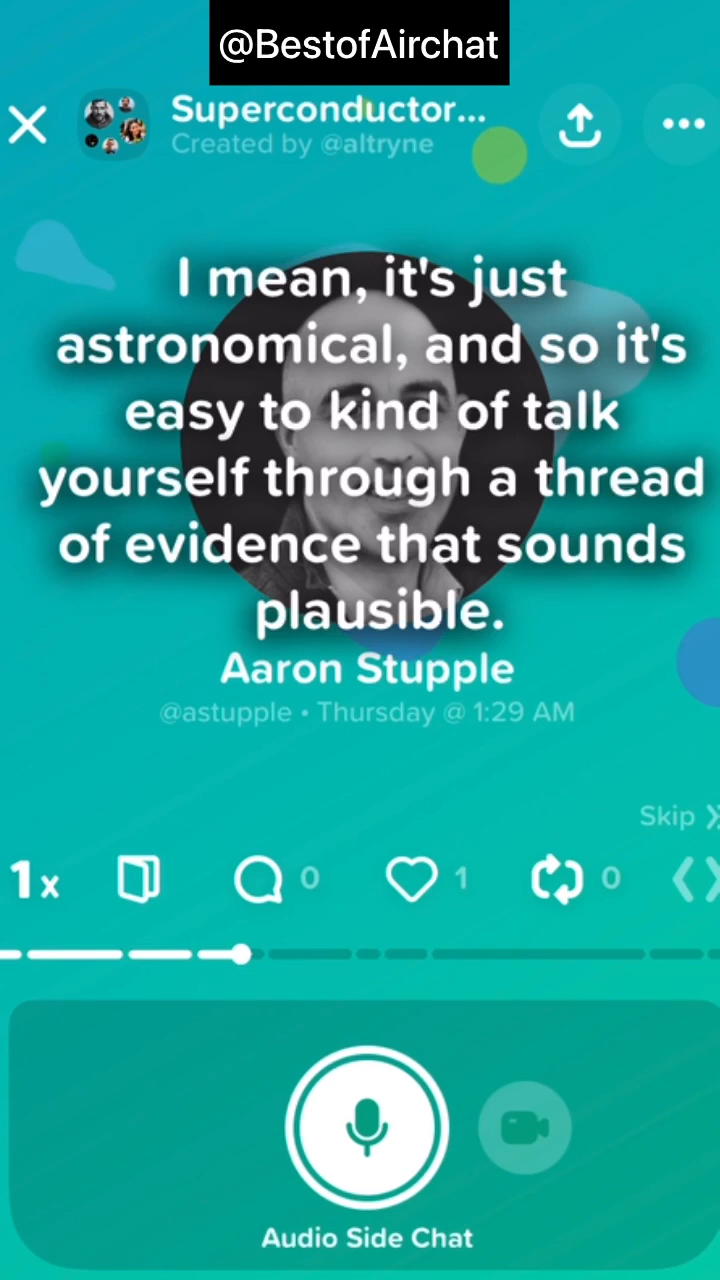 @BestofAirchat
Superconductor...
Created by @altryne
I mean, it's just
astronomical, and so it's
easy to kind of talk
yourself through a thread
of evidence that sounds
plausible.
Aaron Stupple
@astupple • Thursday @ 1:29 AM
Skip
1x
0
1
0
Audio Side Chat